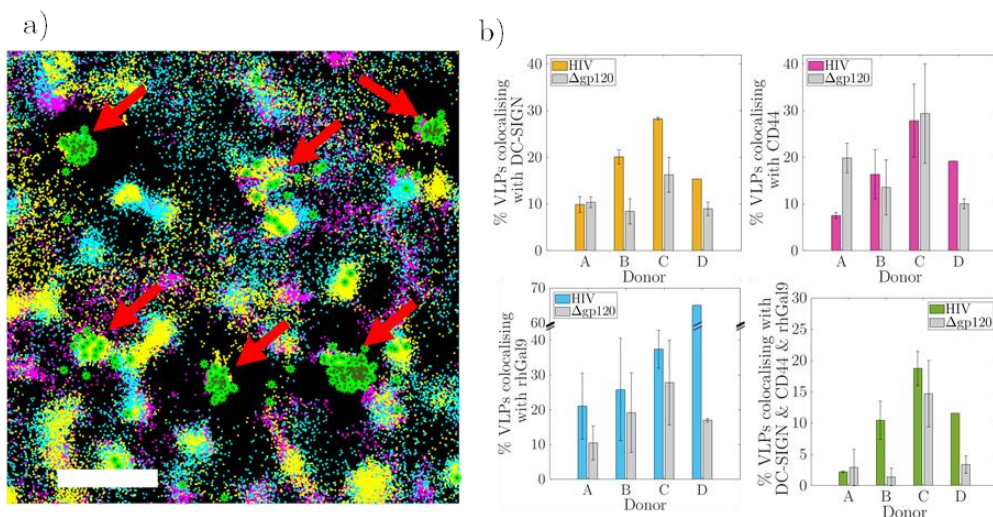 a)
b)
% VLPs colocalising
with DC-SIGN
HIV
Δgp120
30
20
10
0
A B C D
Donor
% VLPs colocalising
with CD44
HIV
Δgp120
40
30
20
10
0
A B C D
Donor
% VLPs colocalising
with rhGal9
HIV
Δgp120
70
60
40
30
20
10
0
A B C D
Donor
% VLPs colocalising with
DC-SIGN & CD44 & rhGal9
HIV
Δgp120
30
25
20
15
10
5
0
A B C D
Donor